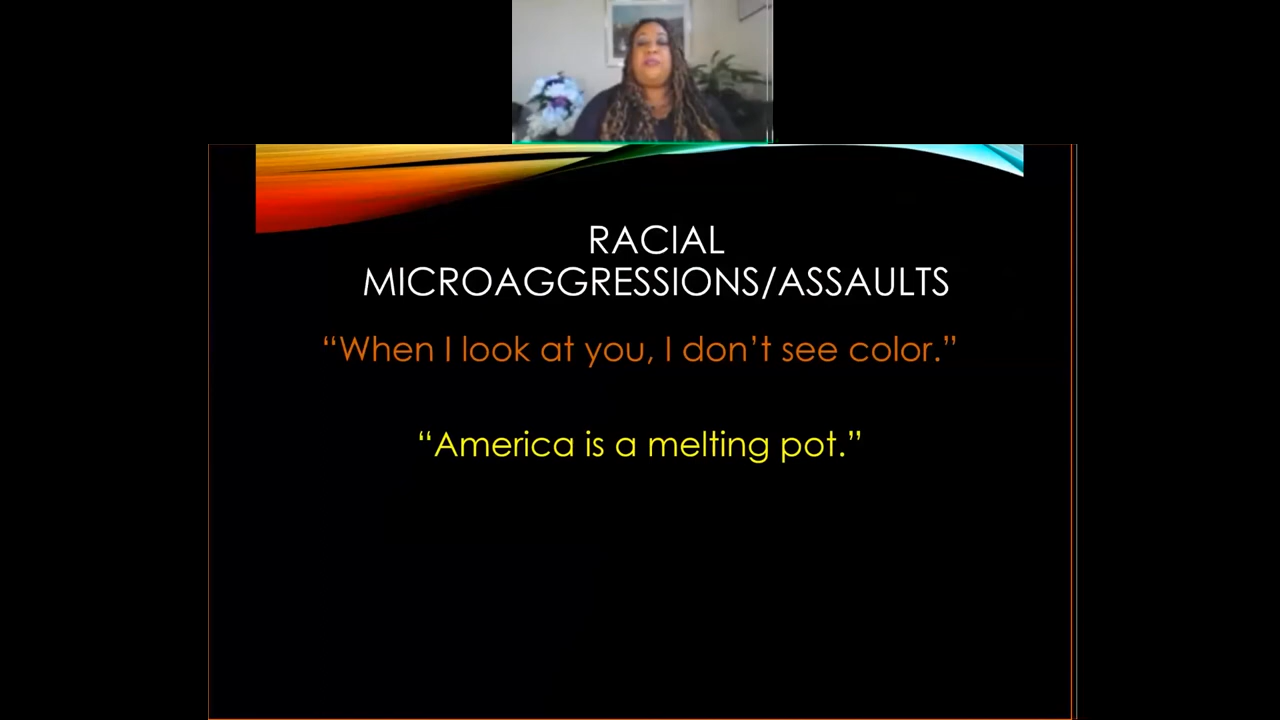 RACIAL
MICROAGGRESSIONS/ASSAULTS
“When I look at you, I don’t see color.”
“America is a melting pot.”